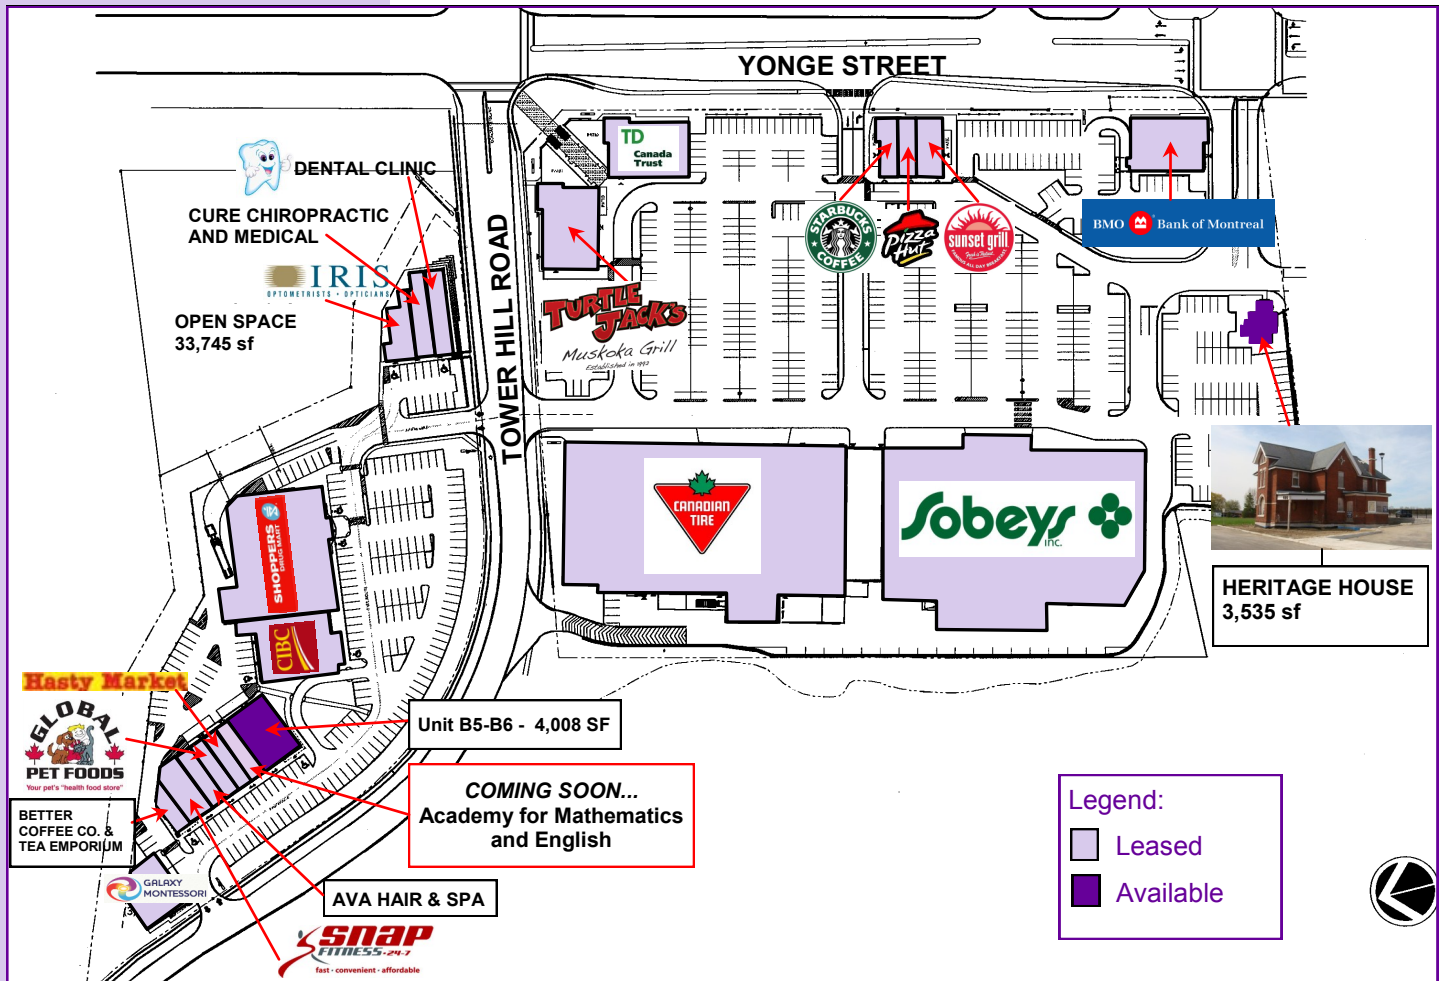 YONGE STREET
TD
Canada
Trust
DENTAL CLINIC
CURE CHIROPRACTIC
AND MEDICAL
IRIS
OPTOMETRISTS • OPTICIANS
OPEN SPACE
33,745 sf
TOWER HILL ROAD
TURTLE
JACK'S
Muskoka Grill
Established in 1992
STARBUCKS
COFFEE
Pizza
Hut
sunset grill
BMO Bank of Montreal
CANADIAN
TIRE
Sobeys
inc.
HERITAGE HOUSE
3,535 sf
SHOPPERS
DRUG MART
CIBC
Hasty Market
GLOBAL
PET FOODS
Your pet's "health food store"
Unit B5-B6 - 4,008 SF
COMING SOON...
Academy for Mathematics
and English
BETTER
COFFEE CO. &
TEA EMPORIUM
GALAXY
MONTESSORI
AVA HAIR & SPA
SNAP
FITNESS-24-7
fast • convenient • affordable
Legend:
Leased
Available